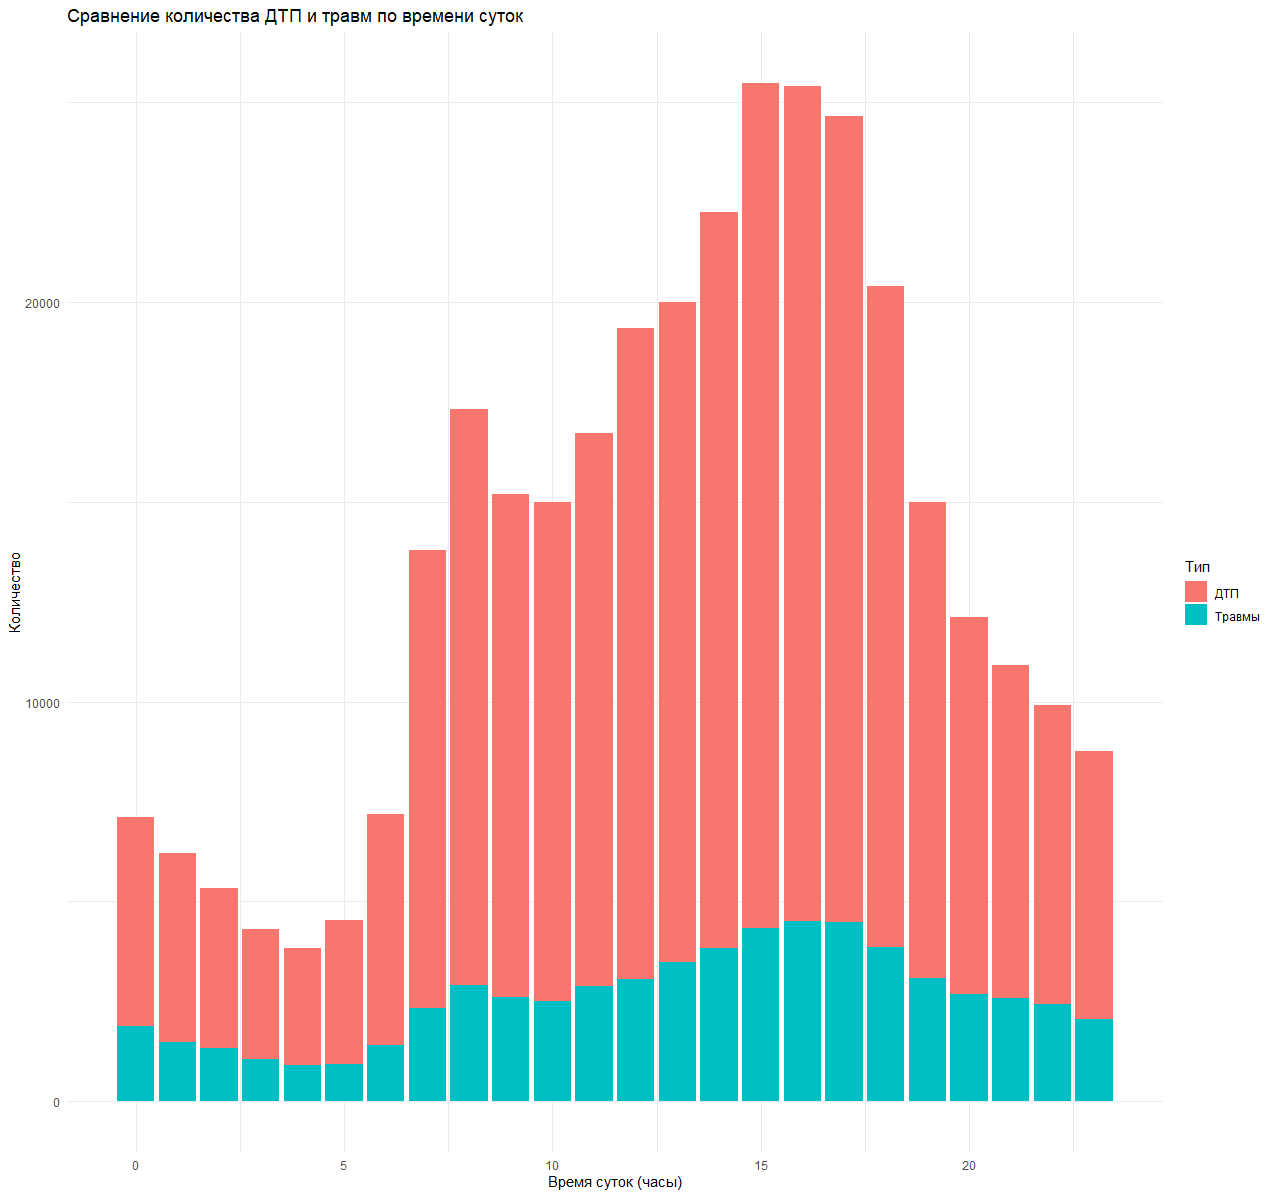 Сравнение количества ДТП и травм по времени суток
Количество
20000
10000
0
0 5 10 15 20
Время суток (часы)
Тип
ДТП
Травмы